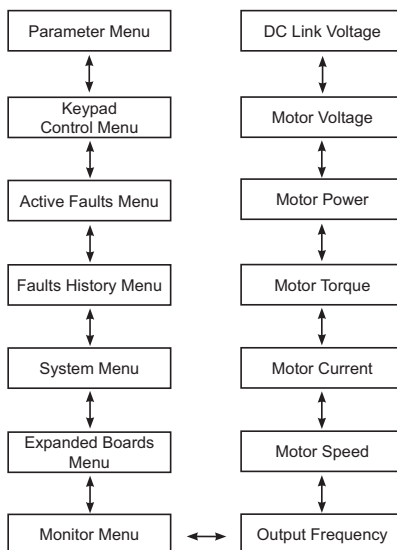 Parameter Menu
Keypad
Control Menu
Active Faults Menu
Faults History Menu
System Menu
Expanded Boards
Menu
Monitor Menu
DC Link Voltage
Motor Voltage
Motor Power
Motor Torque
Motor Current
Motor Speed
Output Frequency